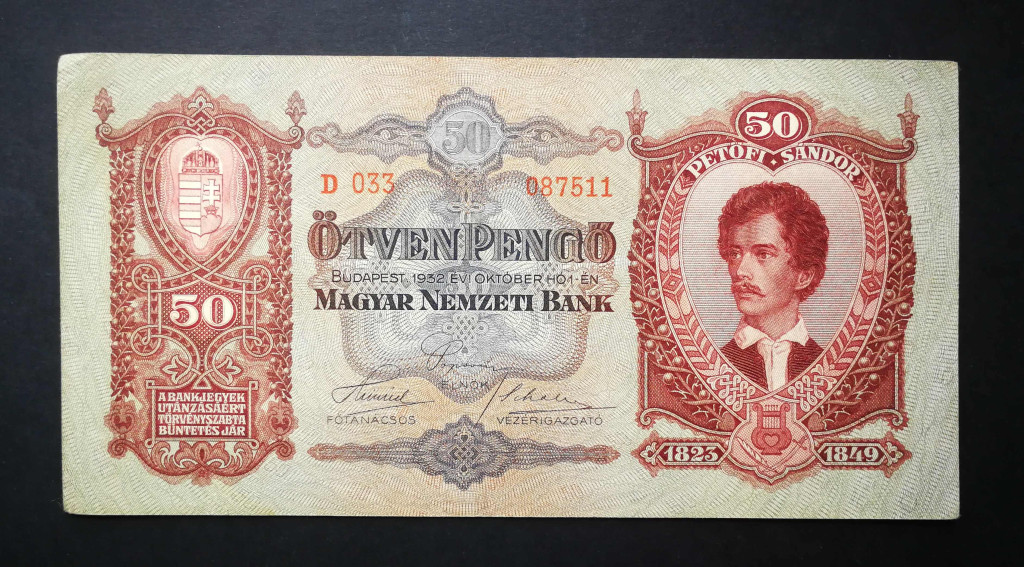 50
PETŐFI · SÁNDOR
50
D 033 087511
ÖTVEN PENGŐ
BUDAPEST, 1932. ÉVI OKTÓBER HÓ 1-ÉN
MAGYAR NEMZETI BANK
50
ELNÖK
FŐTANÁCSOS VEZÉRIGAZGATÓ
A BANKJEGYEK
UTÁNZÁSAÉRT
TÖRVÉNYSZABTA
BÜNTETÉS JÁR
1823 1849